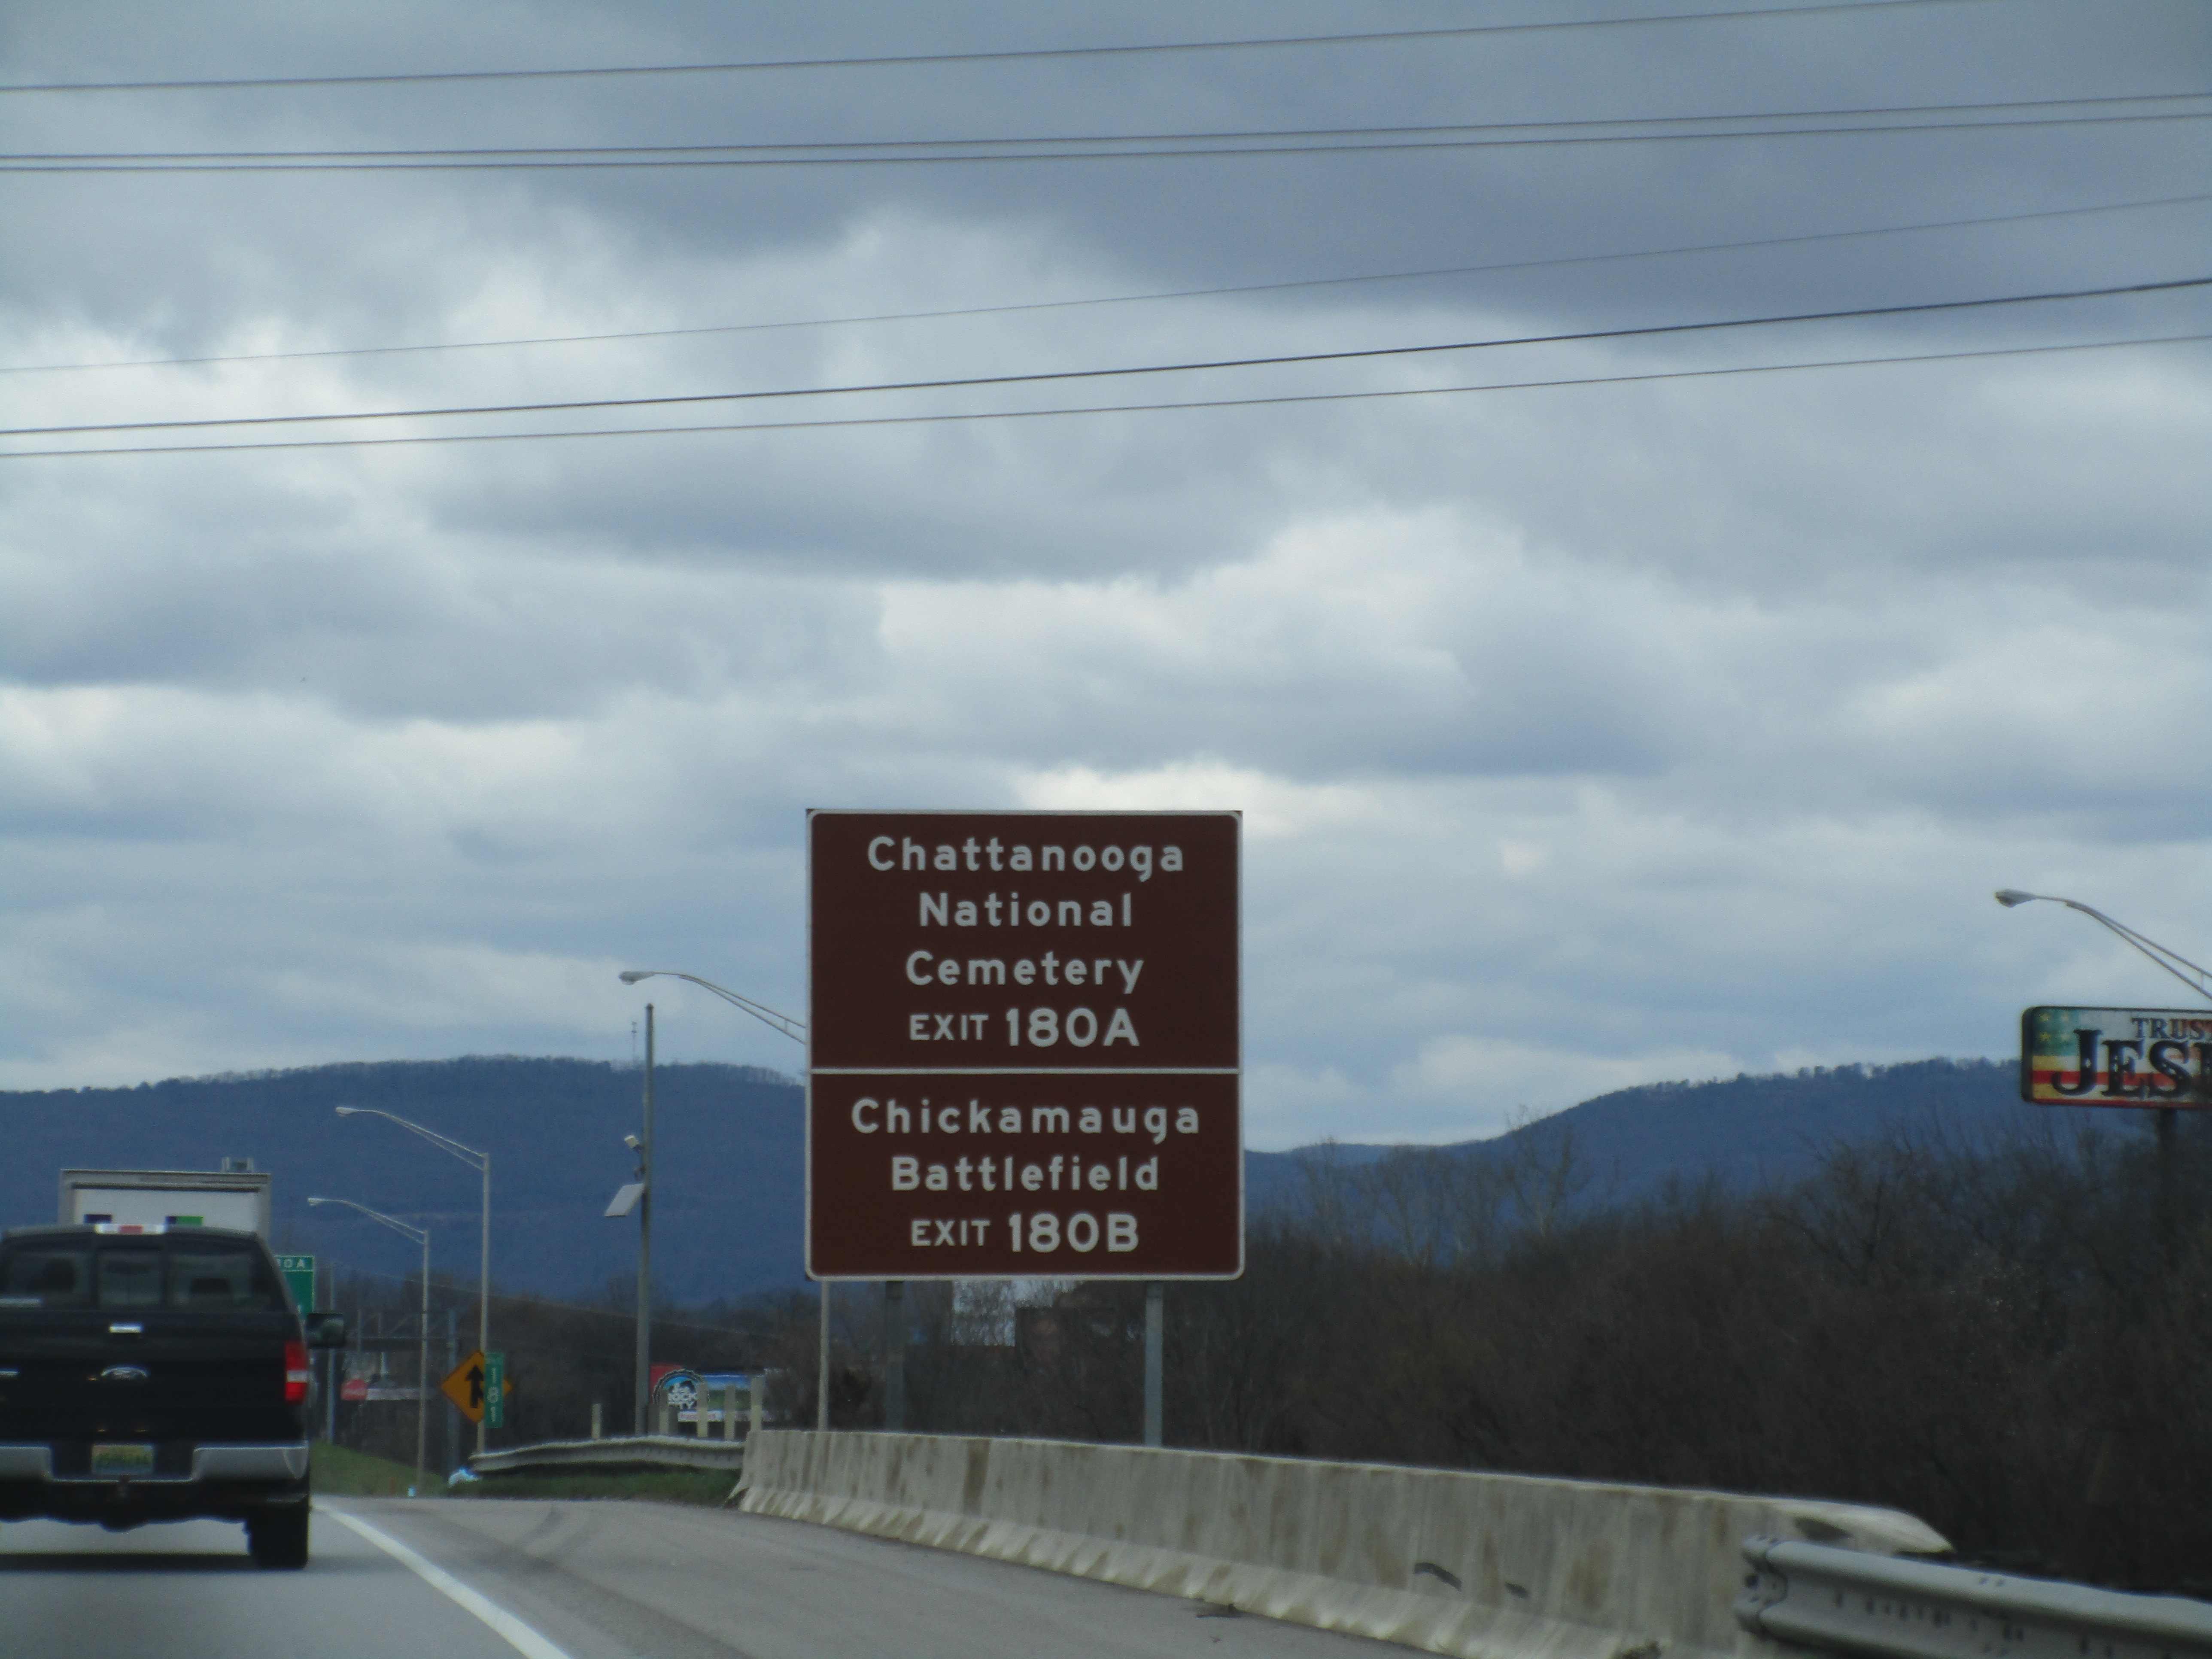 Chattanooga
National
Cemetery
EXIT 180A
Chickamauga
Battlefield
EXIT 180B
181